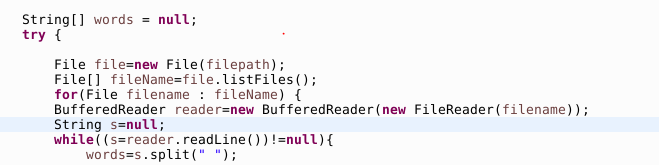 String[] words = null;
try {
File file=new File(filepath);
File[] fileName=file.listFiles();
for(File filename : fileName) {
BufferedReader reader=new BufferedReader(new FileReader(filename));
String s=null;
while((s=reader.readLine())!=null){
words=s.split(" ");